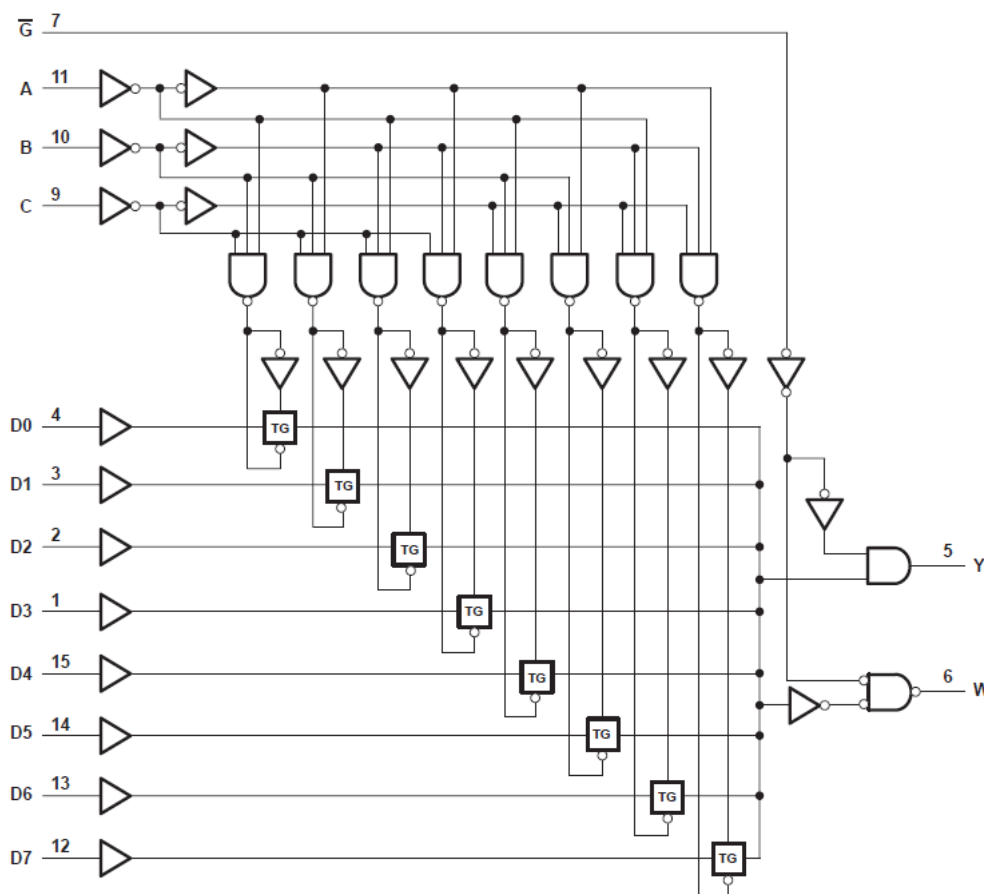 G̅ 7
A 11
B 10
C 9
D0 4
TG
D1 3
TG
D2 2
TG
5 Y
D3 1
TG
D4 15
TG
6 W
D5 14
TG
D6 13
TG
D7 12
TG